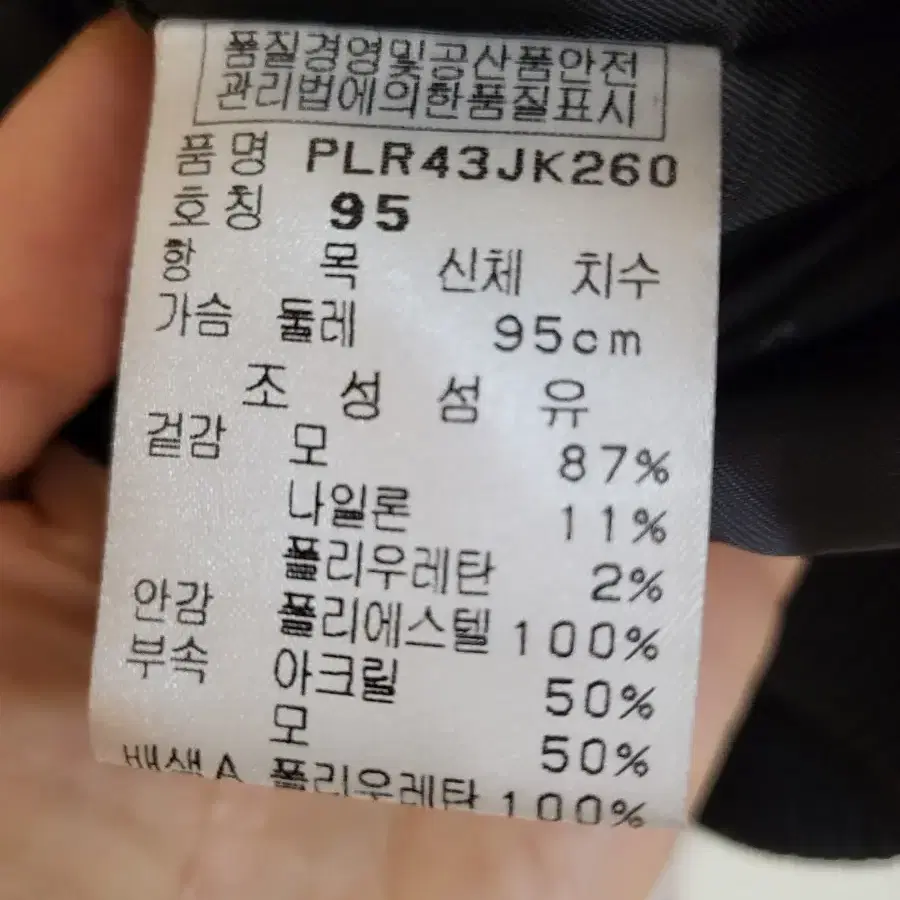 품질경영및공산품안전
관리법에의한품질표시
품명 PLR43JK260
호칭 95
항 목 신체 치수
가슴 둘레 95cm
조 성 섬 유
겉감 모 87%
나일론 11%
폴리우레탄 2%
안감 폴리에스텔 100%
부속 아크릴 50%
모 50%
배색A 폴리우레탄 100%